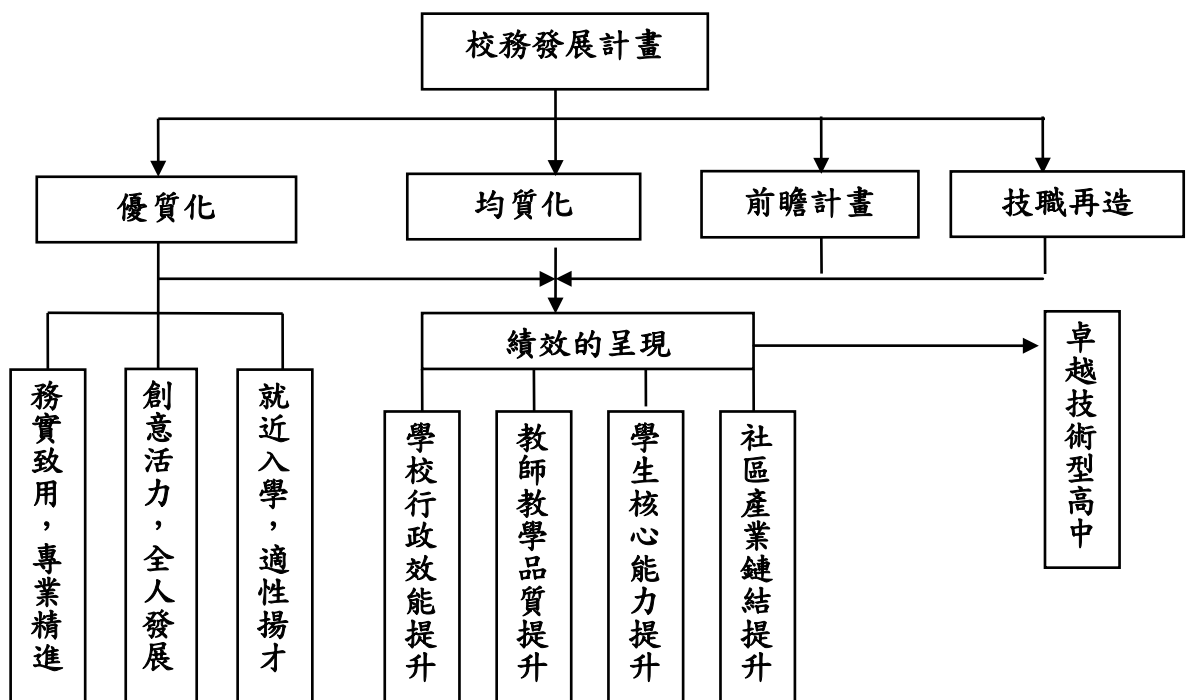 校務發展計畫
優質化
均質化
前瞻計畫
技職再造
績效的呈現
務實致用，專業精進
創意活力，全人發展
就近入學，適性揚才
學校行政效能提升
教師教學品質提升
學生核心能力提升
社區產業鏈結提升
卓越技術型高中